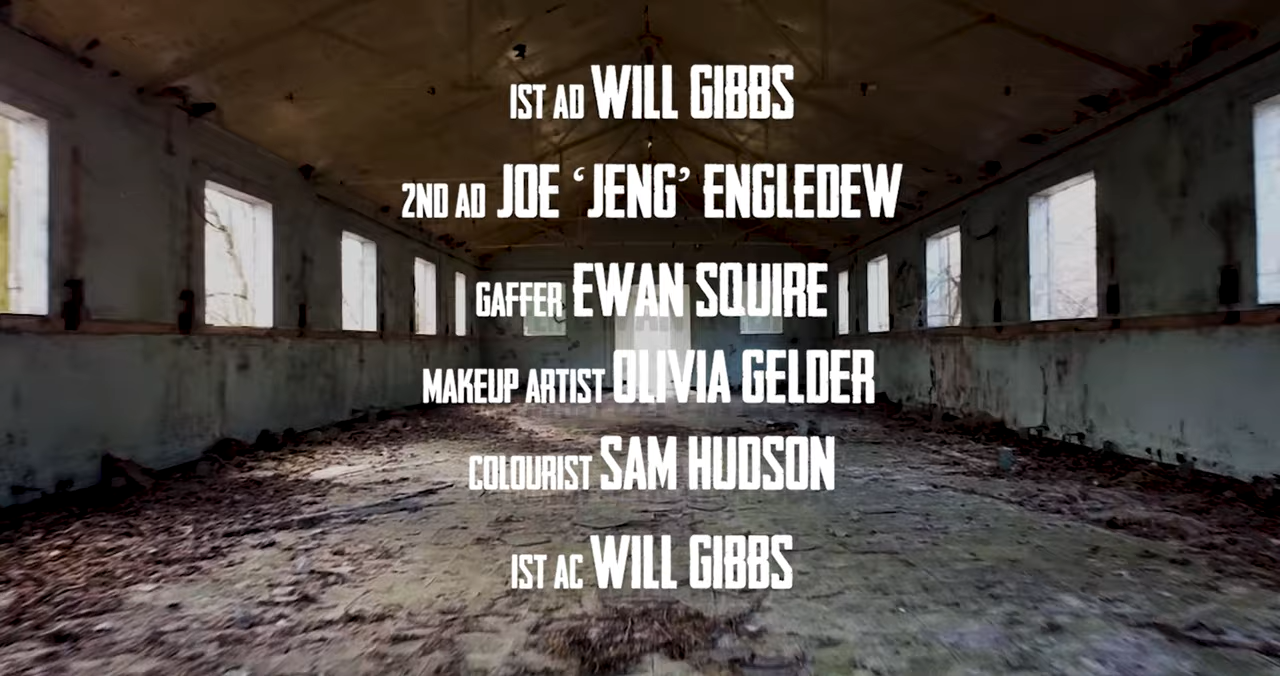 1ST AD WILL GIBBS
2ND AD JOE ‘JENG’ ENGLEDEW
GAFFER EWAN SQUIRE
MAKEUP ARTIST OLIVIA GELDER
COLOURIST SAM HUDSON
1ST AC WILL GIBBS